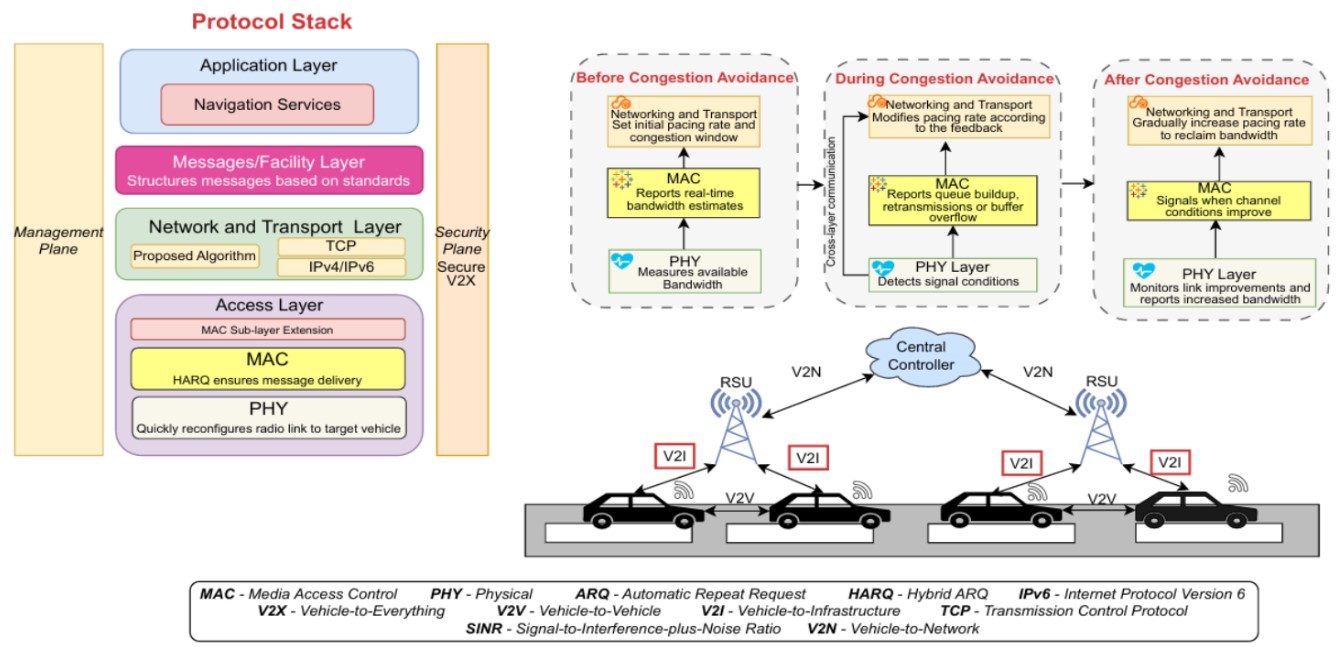 Protocol Stack
Management
Plane
Application Layer
Navigation Services
Messages/Facility Layer
Structures messages based on standards
Network and Transport Layer
Proposed Algorithm
TCP
IPv4/IPv6
Access Layer
MAC Sub-layer Extension
MAC
HARQ ensures message delivery
PHY
Quickly reconfigures radio link to target vehicle
Security
Plane
Secure
V2X
Before Congestion Avoidance
Networking and Transport
Set initial pacing rate and
congestion window
MAC
Reports real-time
bandwidth estimates
PHY
Measures available
Bandwidth
During Congestion Avoidance
Networking and Transport
Modifies pacing rate according
to the feedback
Cross-layer communication
MAC
Reports queue buildup,
retransmissions or buffer
overflow
PHY Layer
Detects signal conditions
After Congestion Avoidance
Networking and Transport
Gradually increase pacing rate
to reclaim bandwidth
MAC
Signals when channel
conditions improve
PHY Layer
Monitors link improvements and
reports increased bandwidth
Central
Controller
V2N
V2N
RSU
RSU
V2I
V2I
V2I
V2I
V2V
V2V
MAC - Media Access Control PHY - Physical ARQ - Automatic Repeat Request HARQ - Hybrid ARQ IPv6 - Internet Protocol Version 6
V2X - Vehicle-to-Everything V2V - Vehicle-to-Vehicle V2I - Vehicle-to-Infrastructure TCP - Transmission Control Protocol
SINR - Signal-to-Interference-plus-Noise Ratio V2N - Vehicle-to-Network